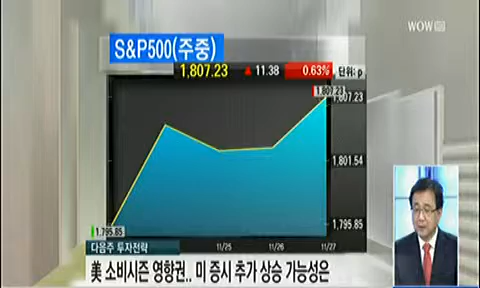 WOW
S&P500(주중)
1,807.23 ▲ 11.38 0.63% 단위:p
1,807.23
1,807.23
1,801.54
1,795.85
1,795.85
11/25 11/26 11/27
다음주 투자전략
美 소비시즌 영향권.. 미 증시 추가 상승 가능성은